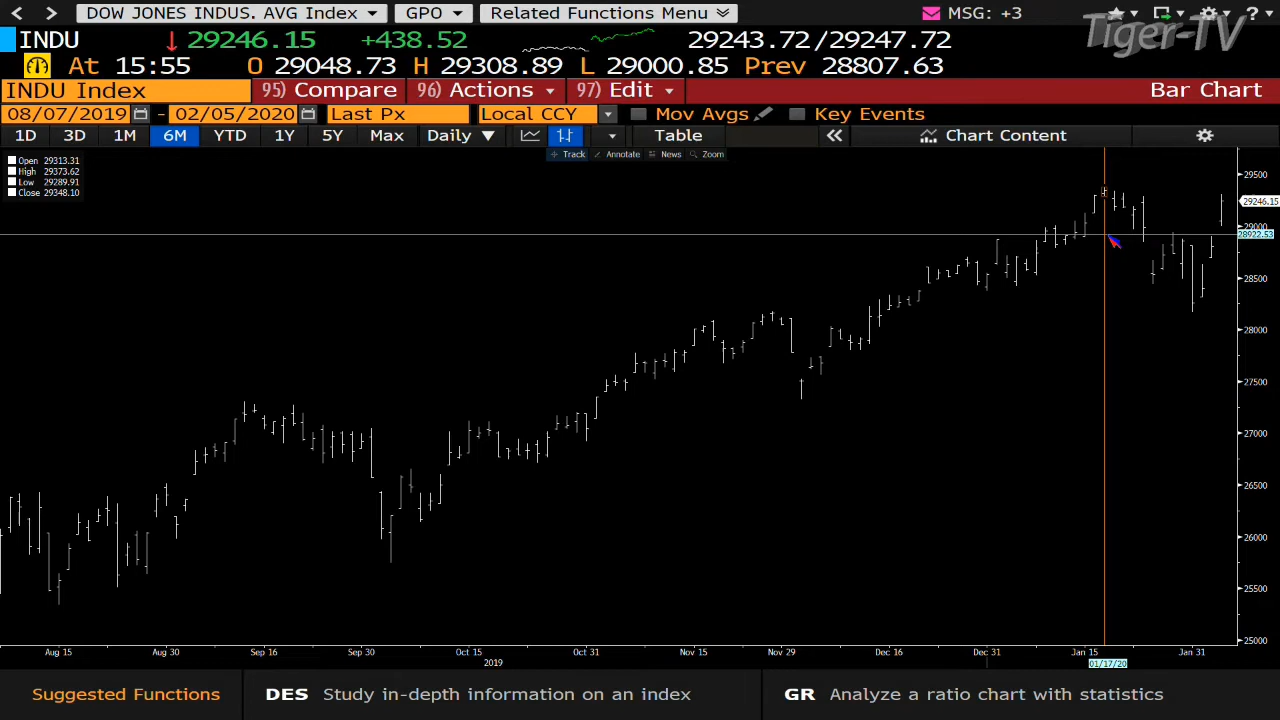 DOW JONES INDUS. AVG Index
GPO
Related Functions Menu
MSG: +3
?
Tiger-TV
INDU
29246.15
+438.52
29243.72/29247.72
At 15:55 O 29048.73 H 29308.89 L 29000.85 Prev 28807.63
INDU Index
95) Compare
96) Actions
97) Edit
Bar Chart
08/07/2019 - 02/05/2020
Last Px
Local CCY
Mov Avgs
Key Events
1D 3D 1M 6M YTD 1Y 5Y Max Daily
Table
Chart Content
Track Annotate News Zoom
Open 29313.31
High 29373.62
Low 29289.91
Close 29348.10
29500
29246.15
29000
28922.53
28500
28000
27500
27000
26500
26000
25500
25000
Aug 15 Aug 30 Sep 16 Sep 30 Oct 15 Oct 31 Nov 15 Nov 29 Dec 16 Dec 31 Jan 15 Jan 31
2019
01/17/20
Suggested Functions
DES Study in-depth information on an index
GR Analyze a ratio chart with statistics